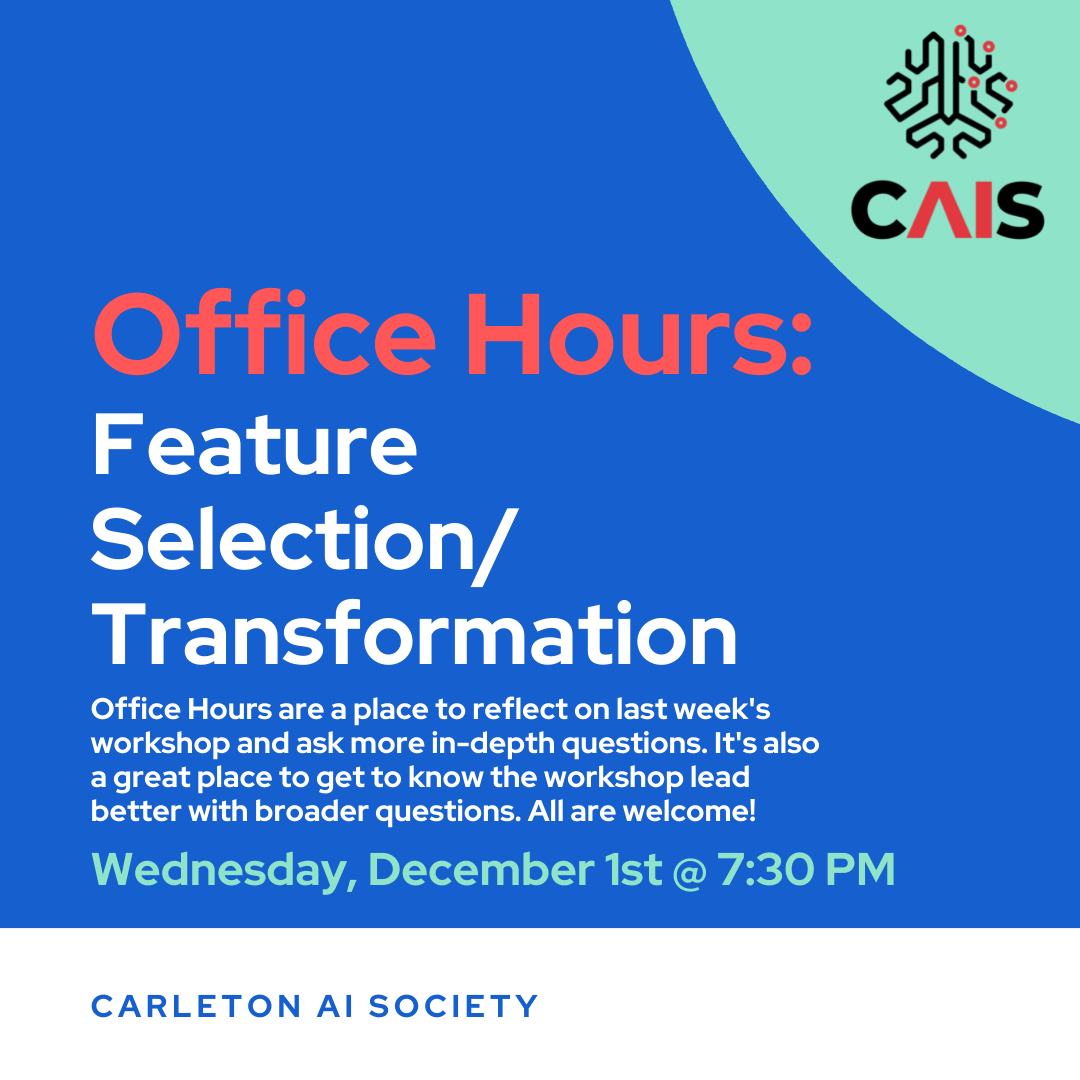 CAIS
Office Hours:
Feature
Selection/
Transformation
Office Hours are a place to reflect on last week's
workshop and ask more in-depth questions. It's also
a great place to get to know the workshop lead
better with broader questions. All are welcome!
Wednesday, December 1st @ 7:30 PM
CARLETON AI SOCIETY